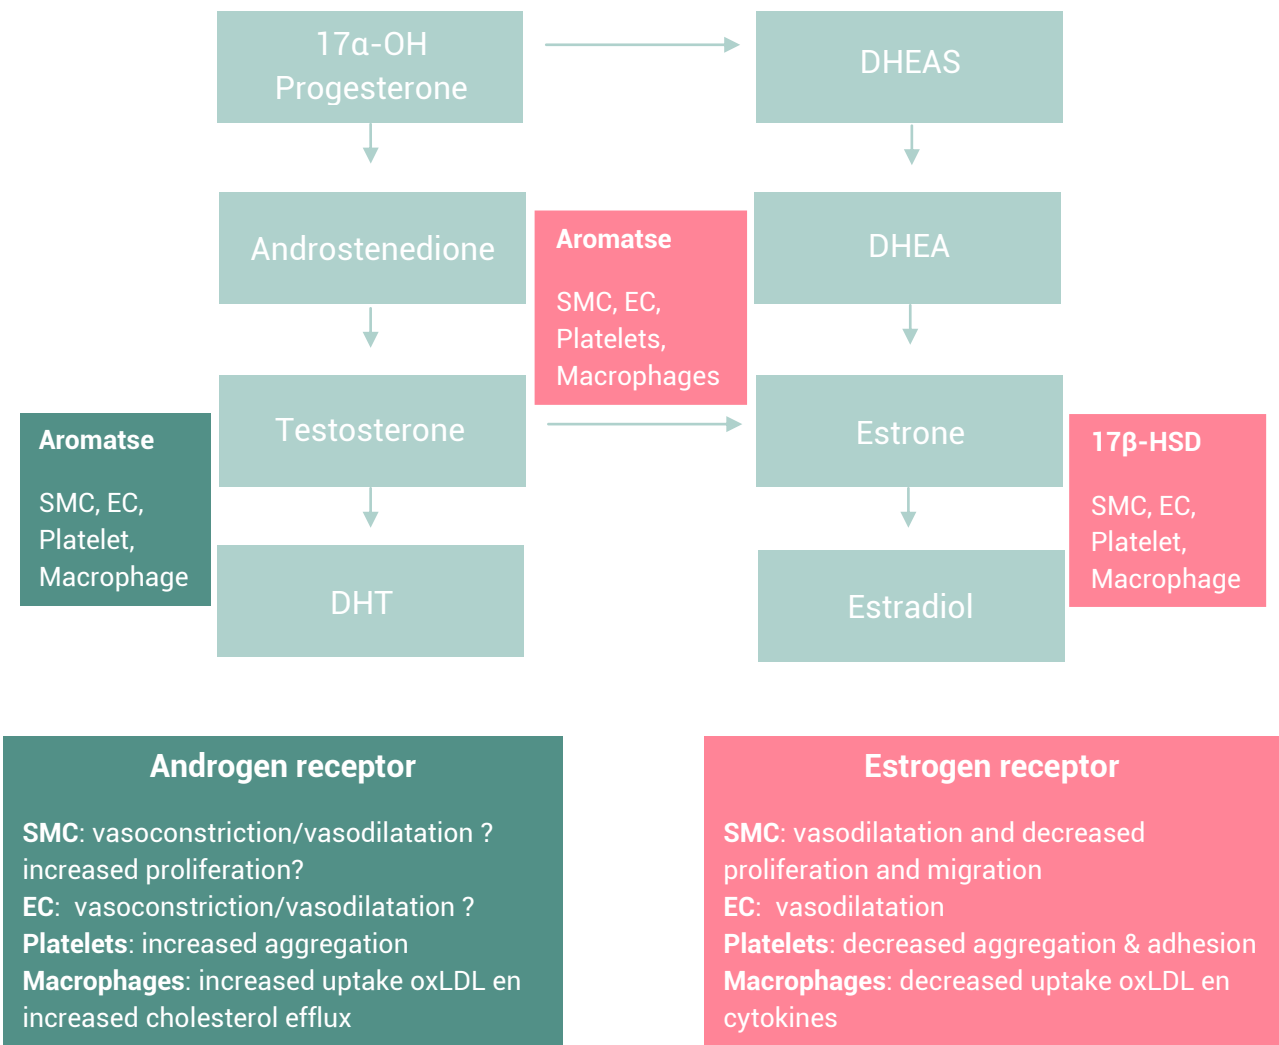 17α-OH
Progesterone
DHEAS
Androstenedione
Aromatse
SMC, EC,
Platelets,
Macrophages
DHEA
Aromatse
SMC, EC,
Platelet,
Macrophage
Testosterone
Estrone
17β-HSD
SMC, EC,
Platelet,
Macrophage
DHT
Estradiol
Androgen receptor
SMC: vasoconstriction/vasodilatation ?
increased proliferation?
EC: vasoconstriction/vasodilatation ?
Platelets: increased aggregation
Macrophages: increased uptake oxLDL en
increased cholesterol efflux
Estrogen receptor
SMC: vasodilatation and decreased
proliferation and migration
EC: vasodilatation
Platelets: decreased aggregation & adhesion
Macrophages: decreased uptake oxLDL en
cytokines